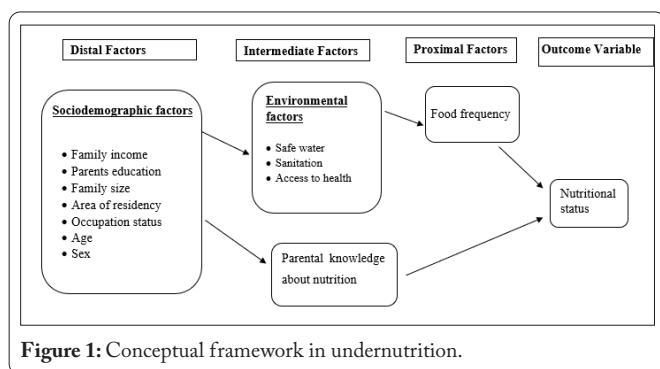 Distal Factors
Intermediate Factors
Proximal Factors
Outcome Variable
Sociodemographic factors
• Family income
• Parents education
• Family size
• Area of residency
• Occupation status
• Age
• Sex
Environmental
factors
• Safe water
• Sanitation
• Access to health
Parental knowledge
about nutrition
Food frequency
Nutritional
status
Figure 1: Conceptual framework in undernutrition.